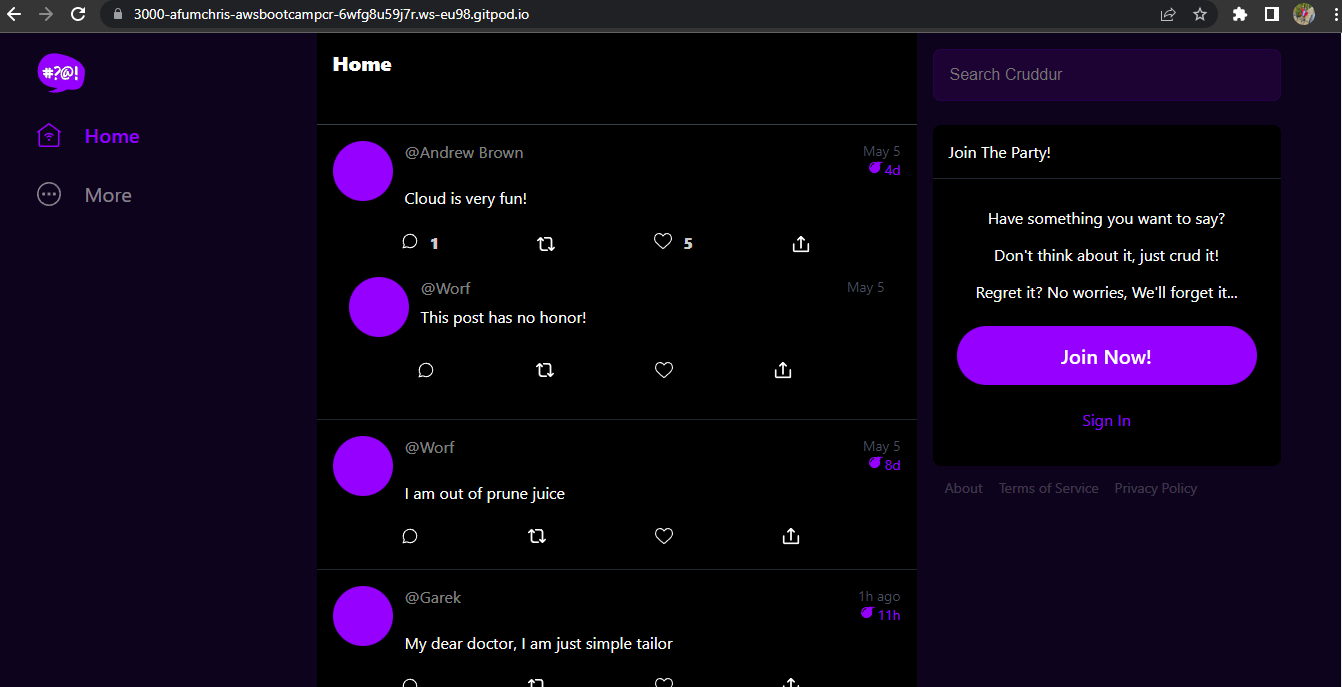 3000-afumchris-awsbootcampcr-6wfg8u59j7r.ws-eu98.gitpod.io
#?@!
Home
More
Home
@Andrew Brown
May 5
4d
Cloud is very fun!
1
5
@Worf
May 5
This post has no honor!
@Worf
May 5
8d
I am out of prune juice
@Garek
1h ago
11h
My dear doctor, I am just simple tailor
Search Cruddur
Join The Party!
Have something you want to say?
Don't think about it, just crud it!
Regret it? No worries, We'll forget it...
Join Now!
Sign In
About Terms of Service Privacy Policy